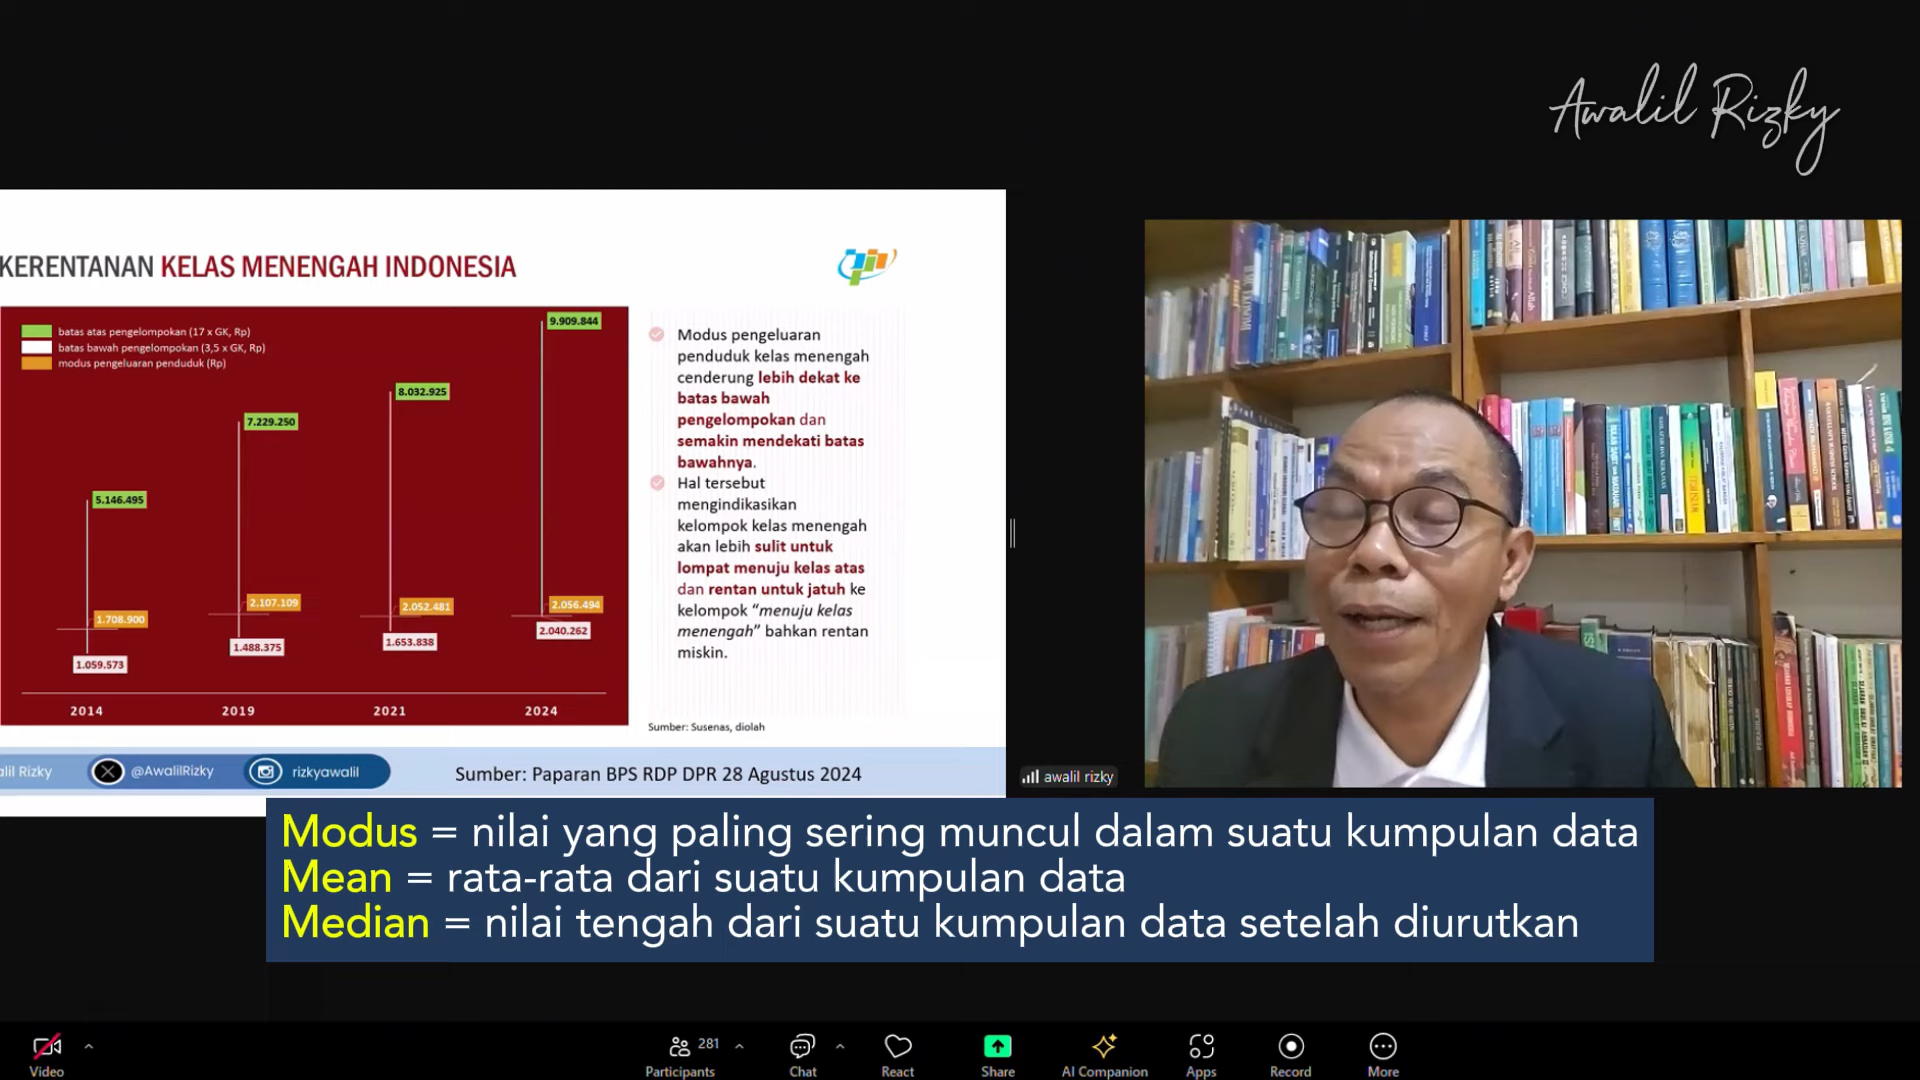 Awalil Rizky
KERENTANAN KELAS MENENGAH INDONESIA
batas atas pengelompokan (17 x GK, Rp)
batas bawah pengelompokan (3,5 x GK, Rp)
modus pengeluaran penduduk (Rp)
5.146.495
7.229.250
8.032.925
9.909.844
1.708.900
2.107.109
2.052.481
2.056.494
1.059.573
1.488.375
1.653.838
2.040.262
2014
2019
2021
2024
Modus pengeluaran
penduduk kelas menengah
cenderung lebih dekat ke
batas bawah
pengelompokan dan
semakin mendekati batas
bawahnya.
Hal tersebut
mengindikasikan
kelompok kelas menengah
akan lebih sulit untuk
lompat menuju kelas atas
dan rentan untuk jatuh ke
kelompok "menuju kelas
menengah" bahkan rentan
miskin.
Sumber: Susenas, diolah
lil Rizky
@AwalilRizky
rizkyawalil
Sumber: Paparan BPS RDP DPR 28 Agustus 2024
awalil rizky
Modus = nilai yang paling sering muncul dalam suatu kumpulan data
Mean = rata-rata dari suatu kumpulan data
Median = nilai tengah dari suatu kumpulan data setelah diurutkan
Video
281
Participants
Chat
React
Share
AI Companion
Apps
Record
More